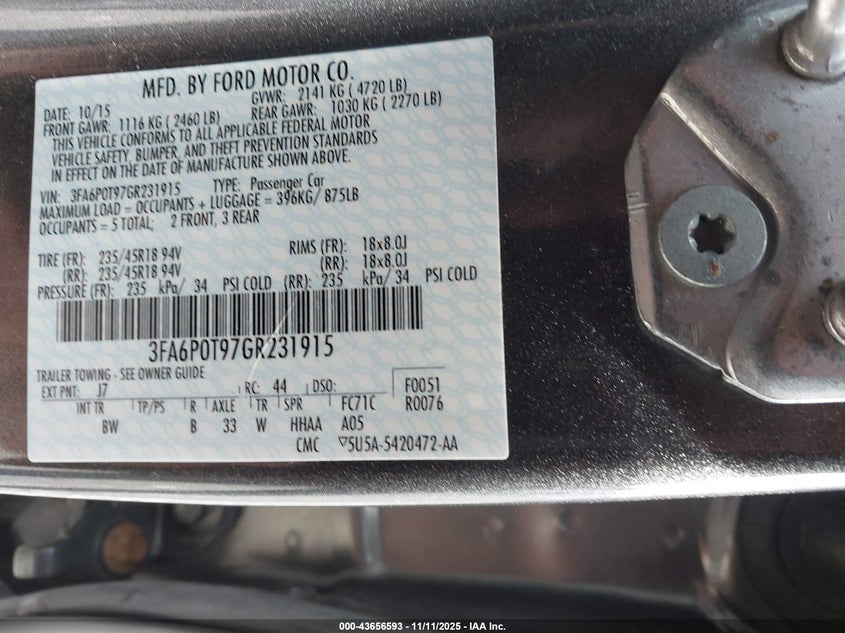 MFD. BY FORD MOTOR CO.
DATE: 10/15 GVWR: 2141 KG ( 4720 LB)
FRONT GAWR: 1116 KG ( 2460 LB) REAR GAWR: 1030 KG ( 2270 LB)
THIS VEHICLE CONFORMS TO ALL APPLICABLE FEDERAL MOTOR
VEHICLE SAFETY, BUMPER, AND THEFT PREVENTION STANDARDS
IN EFFECT ON THE DATE OF MANUFACTURE SHOWN ABOVE.
VIN: 3FA6P0T97GR231915 TYPE: Passenger Car
MAXIMUM LOAD = OCCUPANTS + LUGGAGE = 396KG/ 875LB
OCCUPANTS = 5 TOTAL; 2 FRONT, 3 REAR
TIRE (FR): 235/45R18 94V RIMS (FR): 18x8.0J
(RR): 235/45R18 94V (RR): 18x8.0J
PRESSURE (FR): 235 kPa/ 34 PSI COLD (RR): 235 kPa/ 34 PSI COLD
3FA6P0T97GR231915
TRAILER TOWING - SEE OWNER GUIDE
EXT PNT: J7 RC: 44 DSO: F0051
INT TR TP/PS R AXLE TR SPR FC71C R0076
BW B 33 W HHAA A05
CMC ▽5U5A-5420472-AA
000-43656593 - 11/11/2025 - IAA Inc.